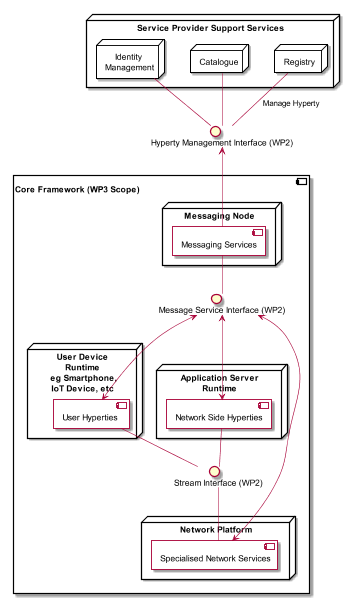 Service Provider Support Services
Identity
Management
Catalogue
Registry
Manage Hyperty
Hyperty Management Interface (WP2)
Core Framework (WP3 Scope)
Messaging Node
Messaging Services
Message Service Interface (WP2)
User Device
Runtime
eg Smartphone,
IoT Device, etc
User Hyperties
Application Server
Runtime
Network Side Hyperties
Stream Interface (WP2)
Network Platform
Specialised Network Services